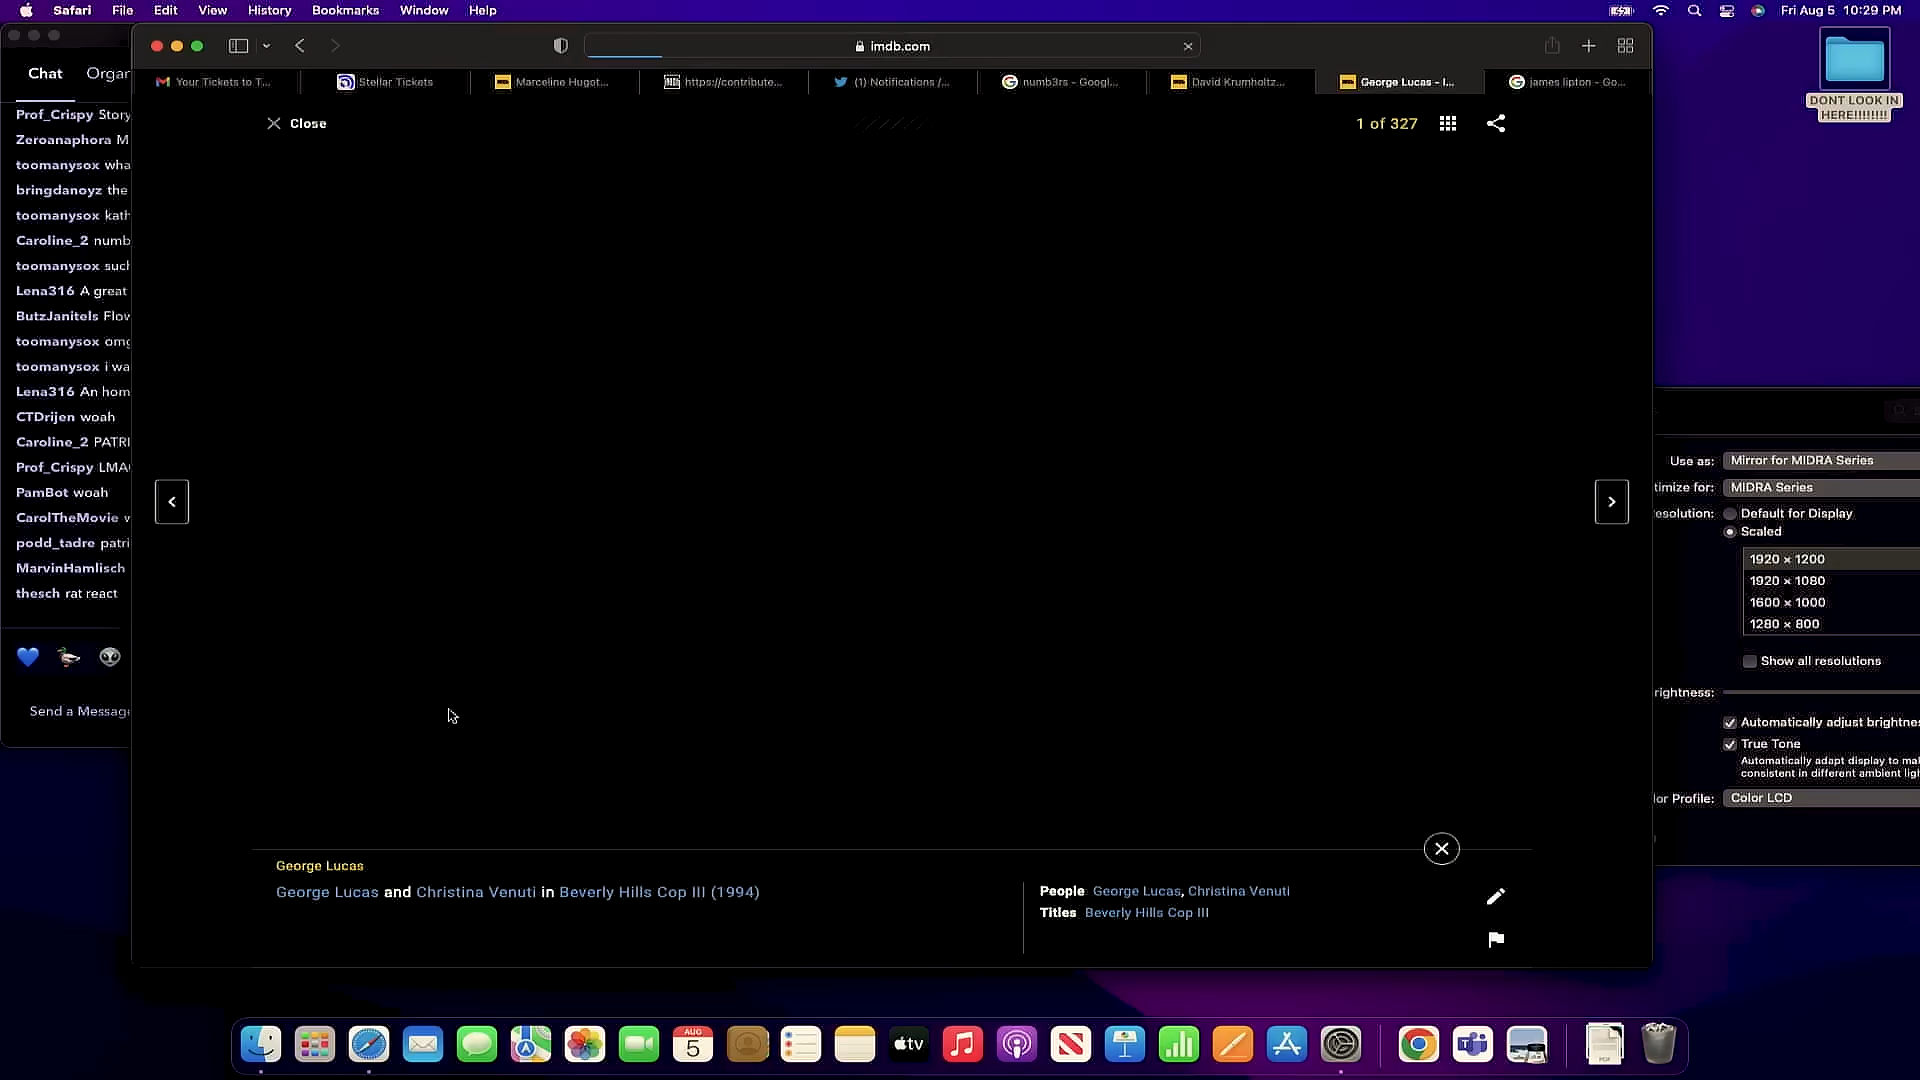 Safari File Edit View History Bookmarks Window Help
Fri Aug 5 10:29 PM
imdb.com
Your Tickets to T...
Stellar Tickets
Marceline Hugot...
https://contribute...
(1) Notifications /...
numb3rs - Googl...
David Krumholtz...
George Lucas - I...
james lipton - Go...
DONT LOOK IN
HERE!!!!!!!!
Chat Organ
Prof_Crispy Story
Zeroanaphora M
toomanysox wha
bringdanoyz the
toomanysox kath
Caroline_2 numb
toomanysox such
Lena316 A great
ButzJanitels Flow
toomanysox omg
toomanysox i wa
Lena316 An hom
CTDrijen woah
Caroline_2 PATRI
Prof_Crispy LMA
PamBot woah
CarolTheMovie
podd_tadre patri
MarvinHamlisch
thesch rat react
Send a Message
Close
1 of 327
George Lucas
George Lucas and Christina Venuti in Beverly Hills Cop III (1994)
People George Lucas, Christina Venuti
Titles Beverly Hills Cop III
Use as: Mirror for MIDRA Series
timize for: MIDRA Series
esolution: Default for Display
Scaled
1920 × 1200
1920 × 1080
1600 × 1000
1280 × 800
Show all resolutions
rightness:
Automatically adjust brightnes
True Tone
Automatically adapt display to mak
consistent in different ambient ligh
lor Profile: Color LCD
AUG
5
tv
PDF